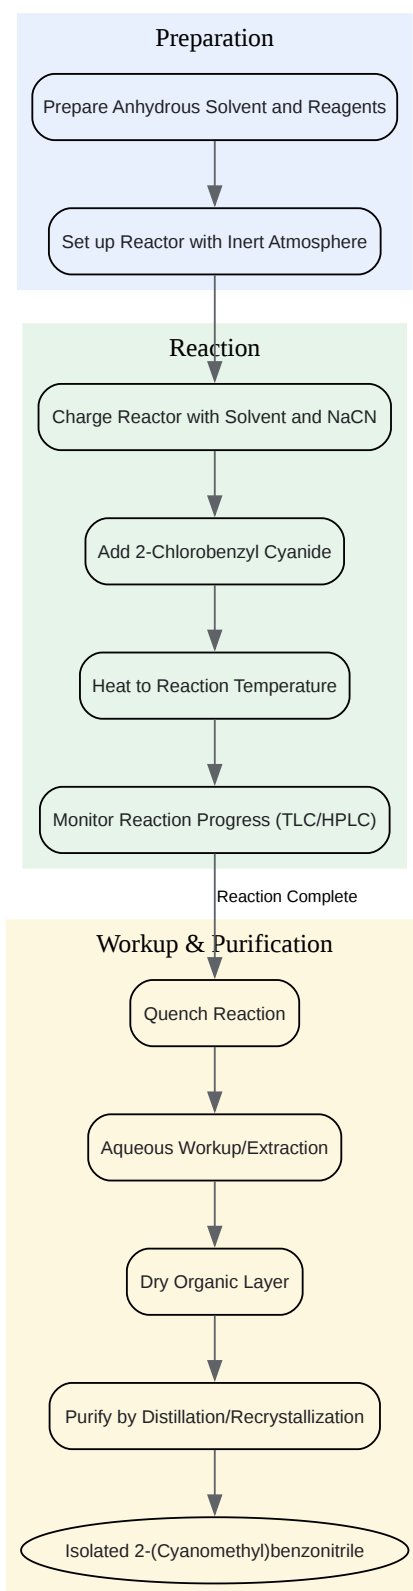 Preparation
Prepare Anhydrous Solvent and Reagents
Set up Reactor with Inert Atmosphere
Reaction
Charge Reactor with Solvent and NaCN
Add 2-Chlorobenzyl Cyanide
Heat to Reaction Temperature
Monitor Reaction Progress (TLC/HPLC)
Reaction Complete
Workup & Purification
Quench Reaction
Aqueous Workup/Extraction
Dry Organic Layer
Purify by Distillation/Recrystallization
Isolated 2-(Cyanomethyl)benzonitrile